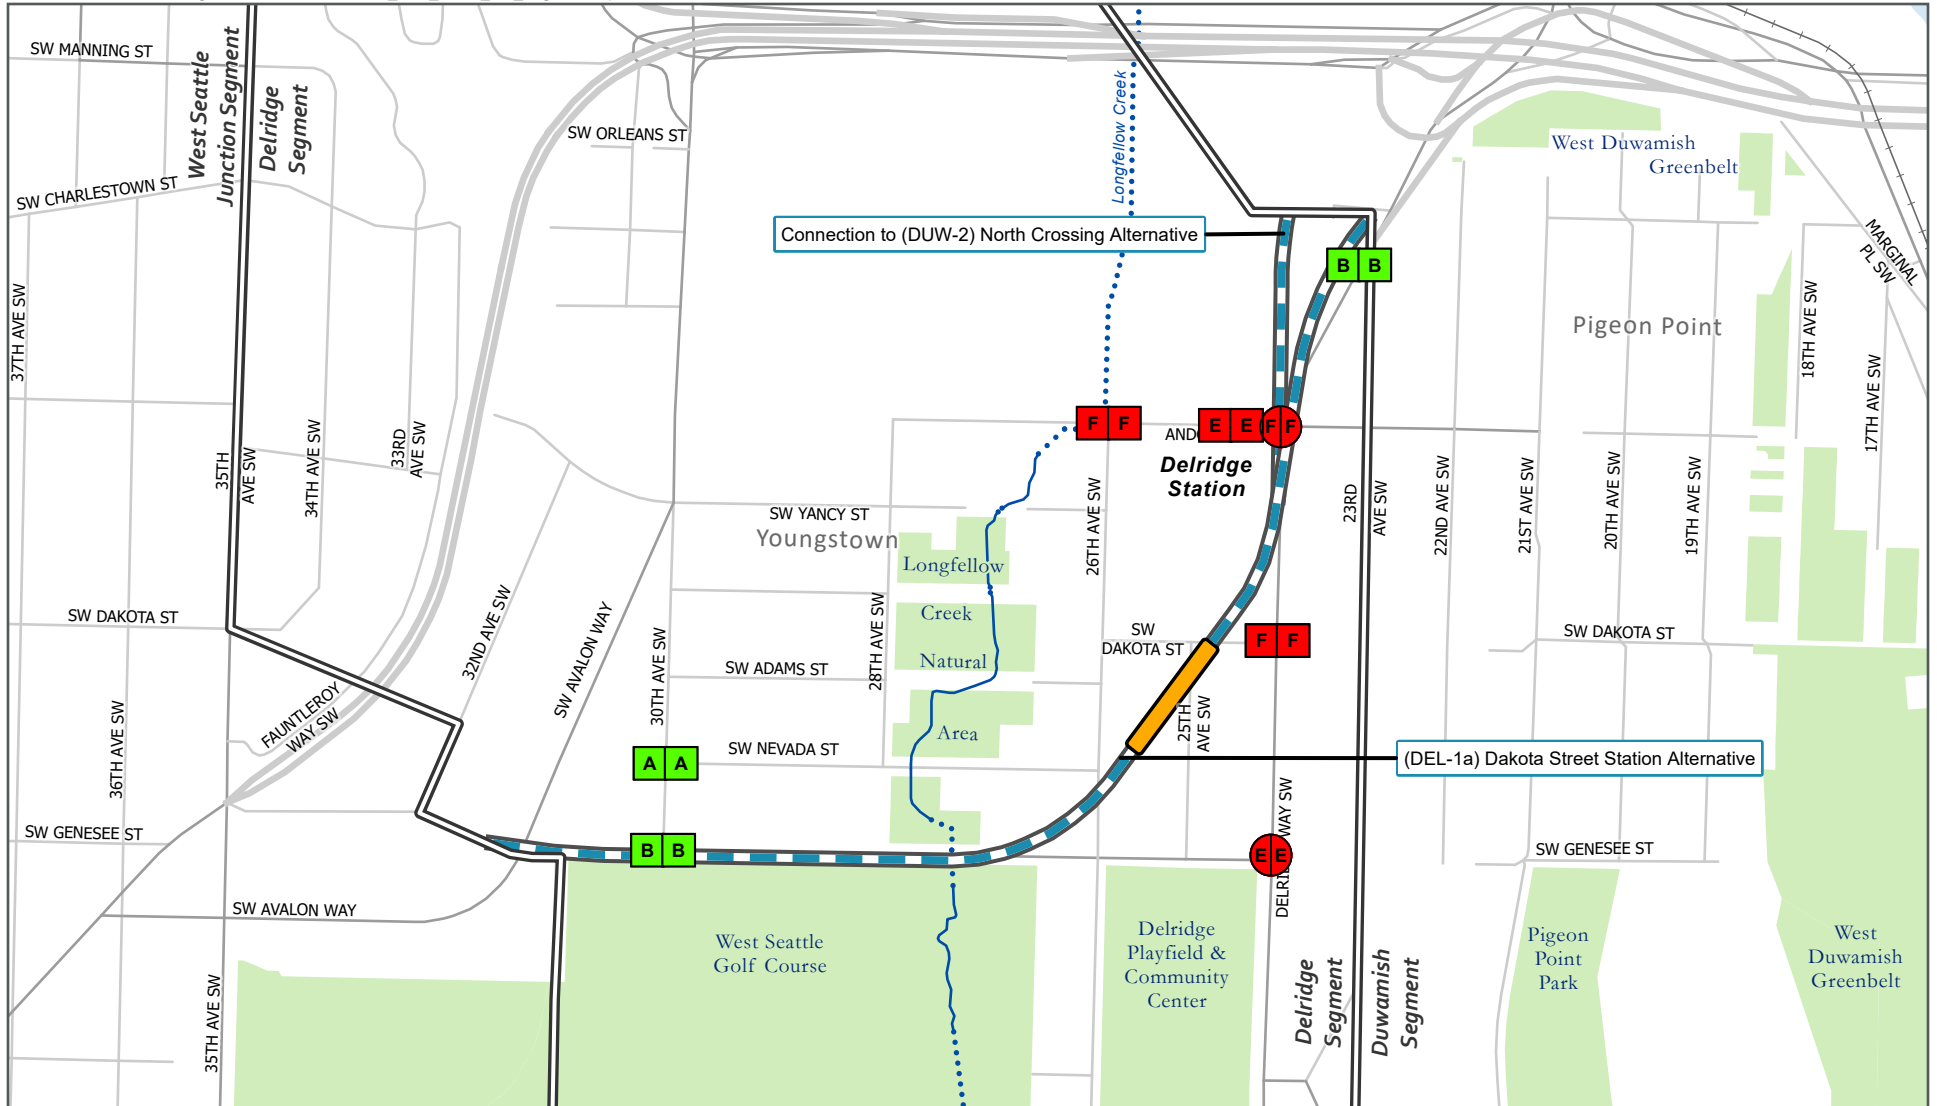 SW MANNING ST
West Seattle
Junction Segment
Delridge
Segment
SW ORLEANS ST
Longfellow Creek
West Duwamish
Greenbelt
SW CHARLESTOWN ST
Connection to (DUW-2) North Crossing Alternative
B B
MARGINAL
PL SW
37TH AVE SW
Pigeon Point
18TH AVE SW
17TH AVE SW
35TH
AVE SW
34TH AVE SW
33RD
AVE SW
F F
E E
F F
AND
Delridge
Station
SW YANCY ST
Youngstown
26TH AVE SW
23RD
AVE SW
22ND AVE SW
21ST AVE SW
20TH AVE SW
19TH AVE SW
Longfellow
Creek
Natural
Area
SW DAKOTA ST
32ND AVE SW
SW AVALON WAY
30TH AVE SW
28TH AVE SW
SW ADAMS ST
SW
DAKOTA ST
F F
SW DAKOTA ST
FAUNTLEROY
WAY SW
36TH AVE SW
25TH
AVE SW
A A
SW NEVADA ST
(DEL-1a) Dakota Street Station Alternative
SW GENESEE ST
B B
E E
DELRID
WAY SW
SW GENESEE ST
SW AVALON WAY
West Seattle
Golf Course
Delridge
Playfield &
Community
Center
Pigeon
Point
Park
West
Duwamish
Greenbelt
35TH AVE SW
Delridge
Segment
Duwamish
Segment